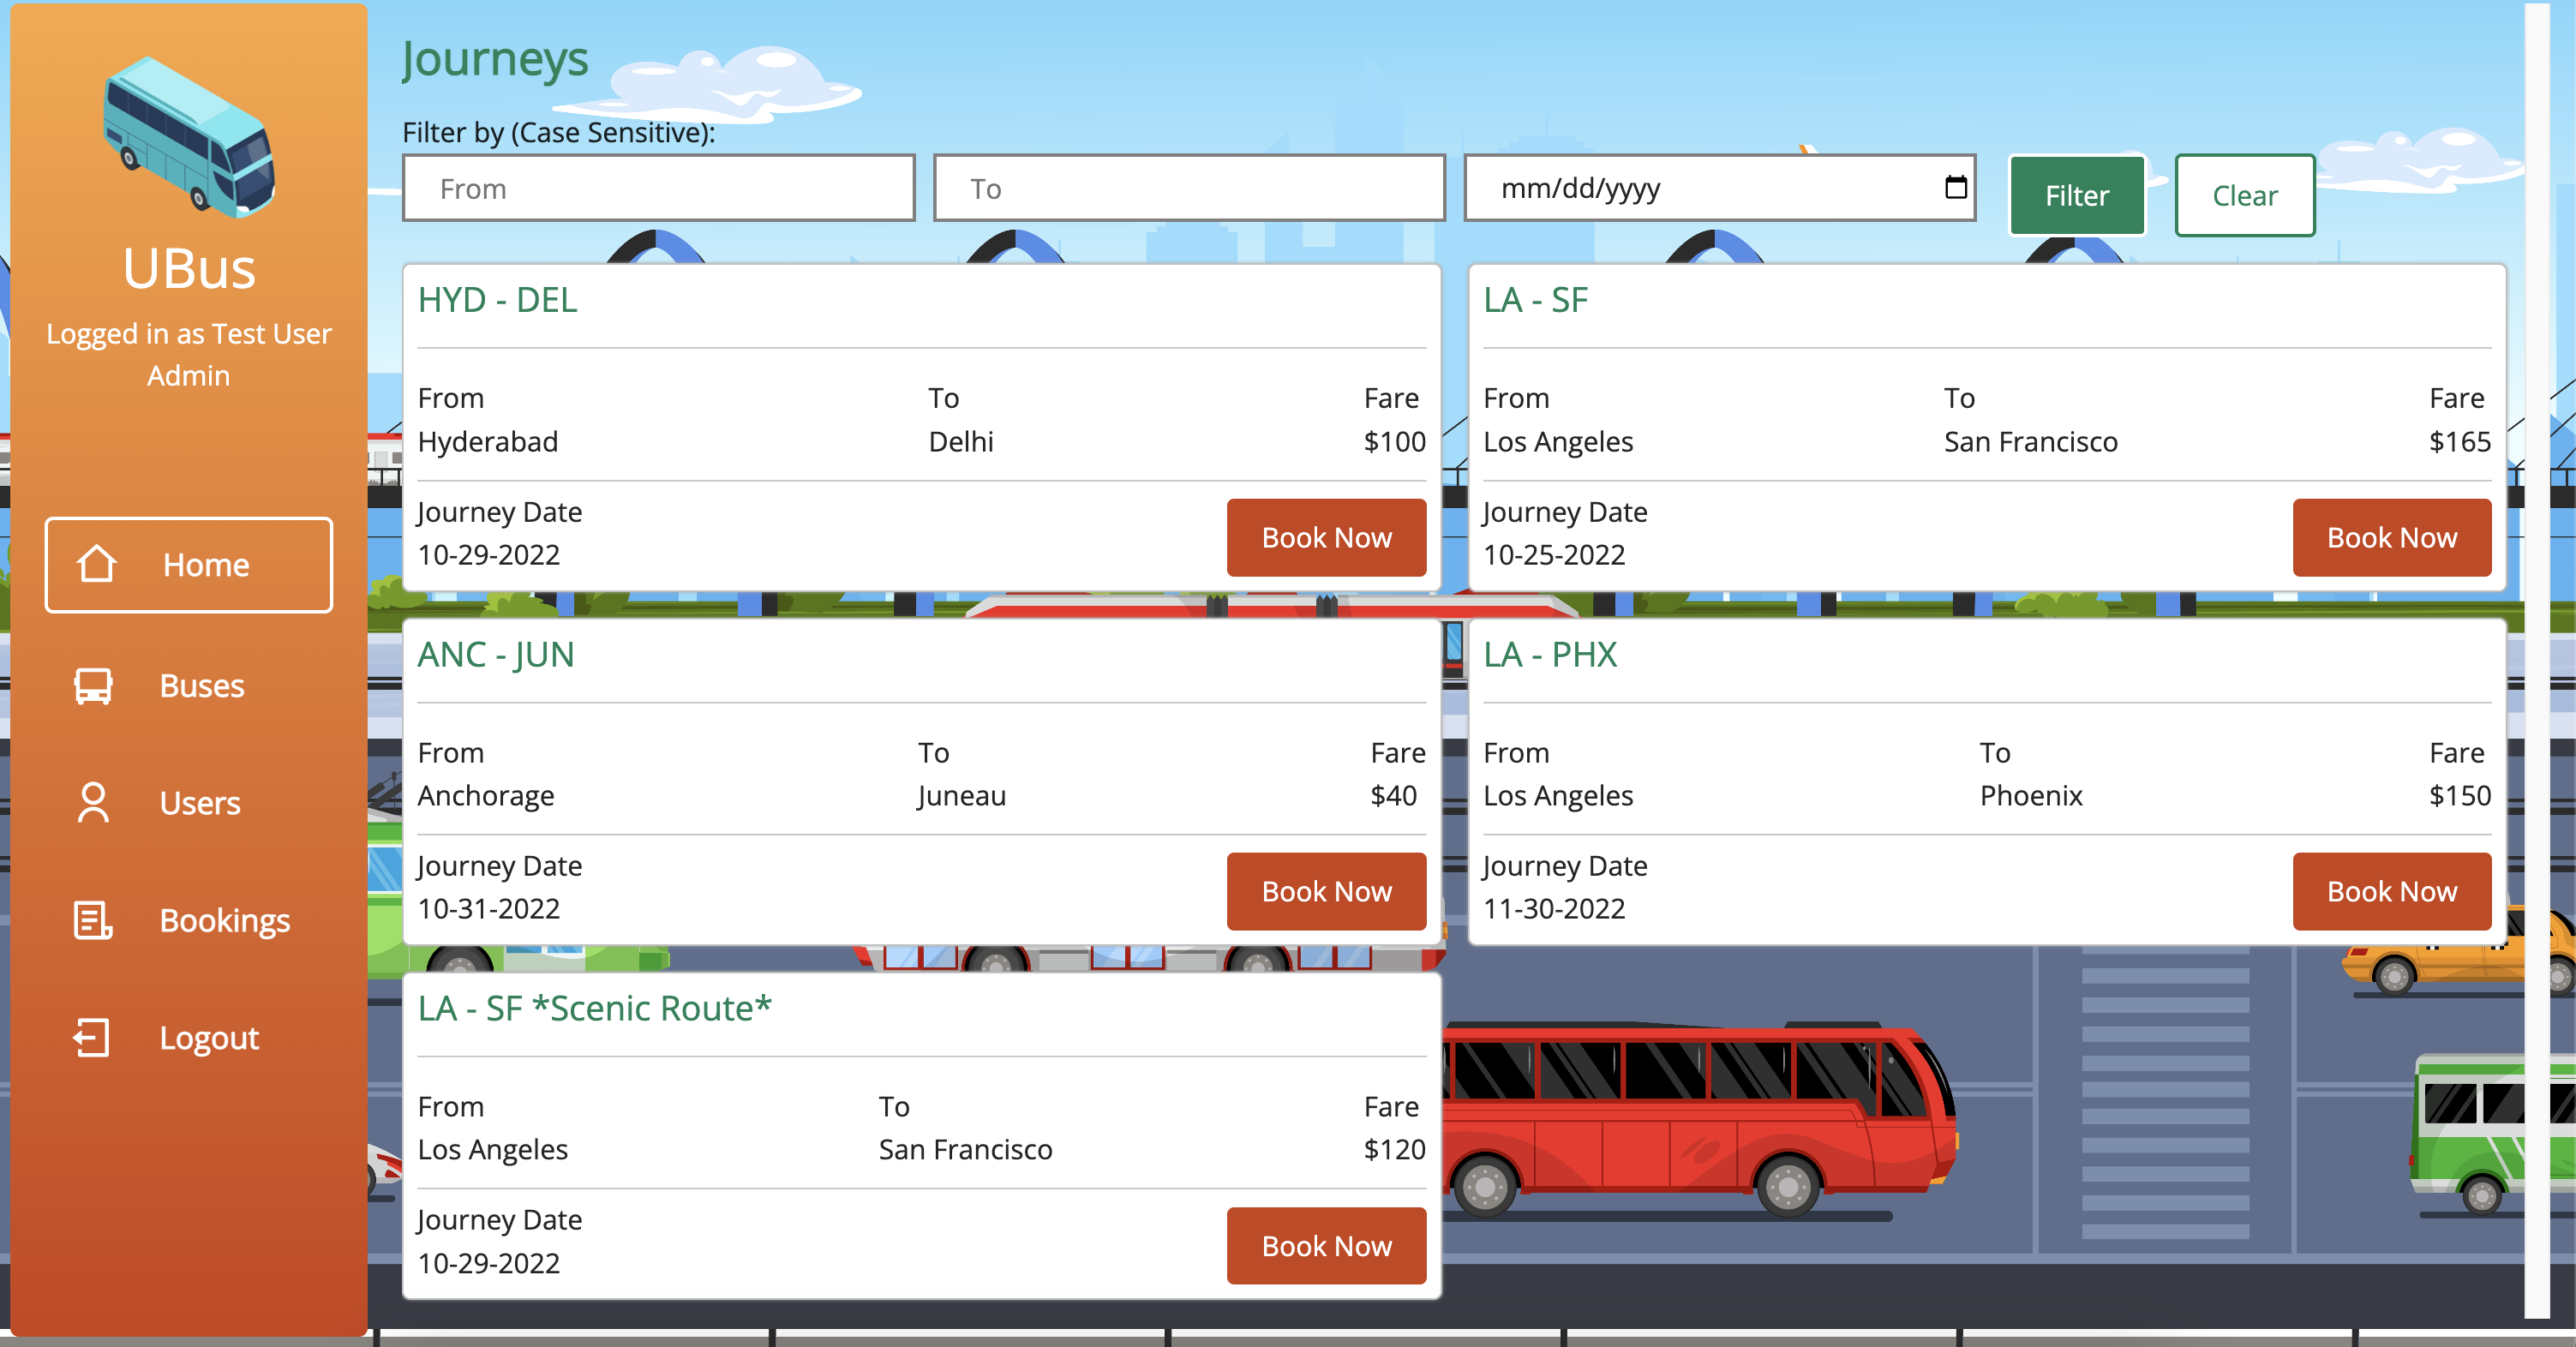 UBus
Logged in as Test User
Admin
Home
Buses
Users
Bookings
Logout
Journeys
Filter by (Case Sensitive):
From
To
mm/dd/yyyy
Filter
Clear
HYD - DEL
From To Fare
Hyderabad Delhi $100
Journey Date
10-29-2022
Book Now
LA - SF
From To Fare
Los Angeles San Francisco $165
Journey Date
10-25-2022
Book Now
ANC - JUN
From To Fare
Anchorage Juneau $40
Journey Date
10-31-2022
Book Now
LA - PHX
From To Fare
Los Angeles Phoenix $150
Journey Date
11-30-2022
Book Now
LA - SF *Scenic Route*
From To Fare
Los Angeles San Francisco $120
Journey Date
10-29-2022
Book Now